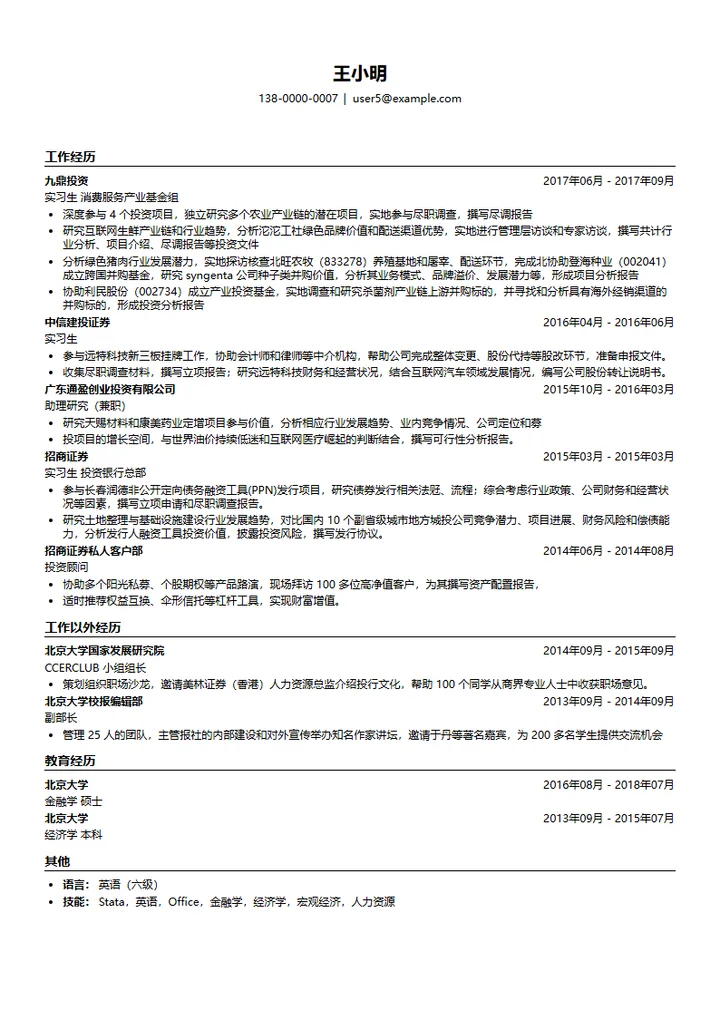 王小明
138-0000-0007 | user5@example.com
工作经历
九鼎投资 2017年06月 - 2017年09月
实习生 消费服务产业基金组
• 深度参与 4 个投资项目，独立研究多个农业产业链的潜在项目，实地参与尽职调查，撰写尽调报告
• 研究互联网生鲜产业链和行业趋势，分析沱沱工社绿色品牌价值和配送渠道优势，实地进行管理层访谈和专家访谈，撰写共计行
业分析、项目介绍、尽调报告等投资文件
• 分析绿色猪肉行业发展潜力，实地探访核查北旺农牧（833278）养殖基地和屠宰、配送环节，完成北协助登海种业（002041）
成立跨国并购基金，研究 syngenta 公司种子类并购价值，分析其业务模式、品牌溢价、发展潜力等，形成项目分析报告
• 协助利民股份（002734）成立产业投资基金，实地调查和研究杀菌剂产业链上游并购标的，并寻找和分析具有海外经销渠道的
并购标的，形成投资分析报告
中信建投证券 2016年04月 - 2016年06月
实习生
• 参与远特科技新三板挂牌工作，协助会计师和律师等中介机构，帮助公司完成整体变更、股份代持等股改环节，准备申报文件。
• 收集尽职调查材料，撰写立项报告；研究远特科技财务和经营状况，结合互联网汽车领域发展情况，编写公司股份转让说明书。
广东通盈创业投资有限公司 2015年10月 - 2016年03月
助理研究（兼职）
• 研究天赐材料和康美药业定增项目参与价值，分析相应行业发展趋势、业内竞争情况、公司定位和募
• 投项目的增长空间，与世界油价持续低迷和互联网医疗崛起的判断结合，撰写可行性分析报告。
招商证券 2015年03月 - 2015年03月
实习生 投资银行总部
• 参与长春润德非公开定向债务融资工具(PPN)发行项目，研究债券发行相关法冠、流程；综合考虑行业政策、公司财务和经营状
况等因素，撰写立项申请和尽职调查报告。
• 研究土地整理与基础设施建设行业发展趋势，对比国内 10 个副省级城市地方城投公司竞争潜力、项目进展、财务风险和偿债能
力，分析发行人融资工具投资价值，披露投资风险，撰写发行协议。
招商证券私人客户部 2014年06月 - 2014年08月
投资顾问
• 协助多个阳光私募、个股期权等产品路演，现场拜访 100 多位高净值客户，为其撰写资产配置报告，
• 适时推荐权益互换、伞形信托等杠杆工具，实现财富增值。
工作以外经历
北京大学国家发展研究院 2014年09月 - 2015年09月
CCERCLUB 小组组长
• 策划组织职场沙龙，邀请美林证券（香港）人力资源总监介绍投行文化，帮助 100 个同学从商界专业人士中收获职场意见。
北京大学校报编辑部 2013年09月 - 2014年09月
副部长
• 管理 25 人的团队，主管报社的内部建设和对外宣传举办知名作家讲坛，邀请于丹等著名嘉宾，为 200 多名学生提供交流机会
教育经历
北京大学 2016年08月 - 2018年07月
金融学 硕士
北京大学 2013年09月 - 2015年07月
经济学 本科
其他
• 语言： 英语（六级）
• 技能： Stata，英语，Office，金融学，经济学，宏观经济，人力资源